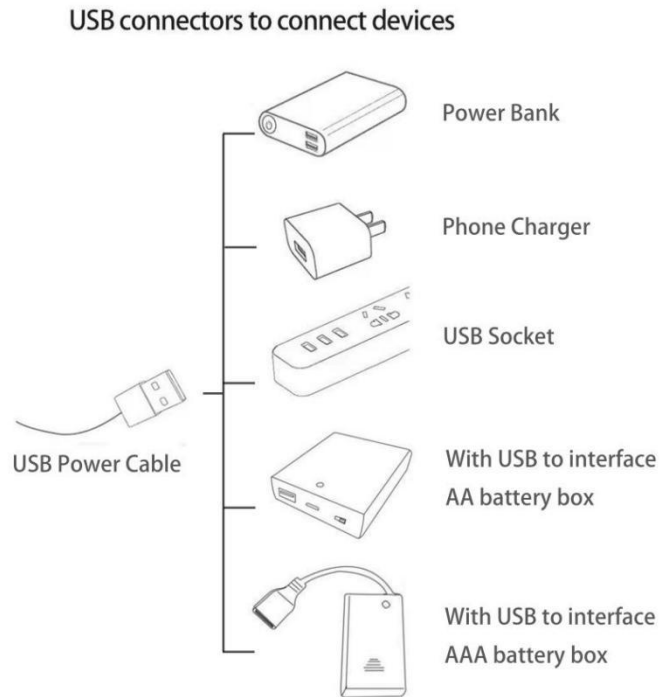 USB connectors to connect devices
Power Bank
Phone Charger
USB Socket
USB Power Cable
With USB to interface
AA battery box
With USB to interface
AAA battery box